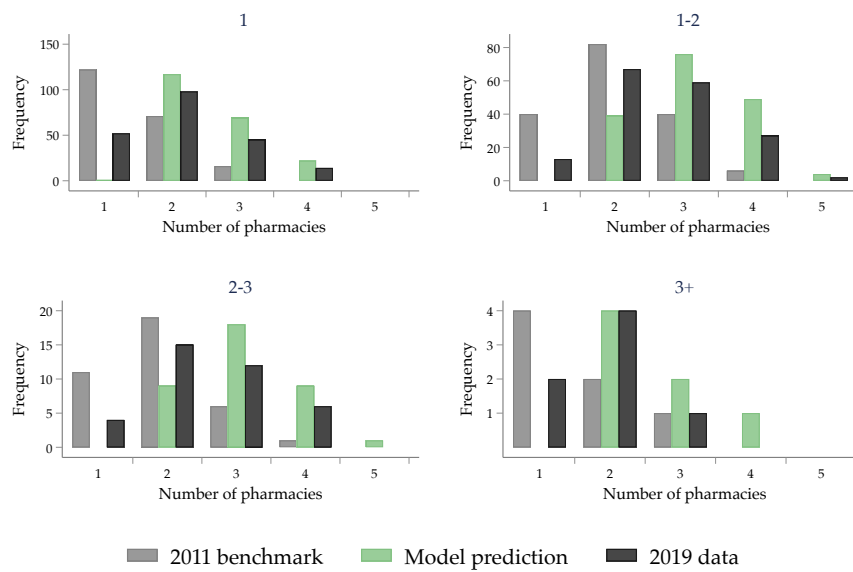 1
Frequency
150
100
50
0
1 2 3 4 5
Number of pharmacies
1-2
Frequency
80
60
40
20
0
1 2 3 4 5
Number of pharmacies
2-3
Frequency
20
15
10
5
0
1 2 3 4 5
Number of pharmacies
3+
Frequency
4
3
2
1
1 2 3 4 5
Number of pharmacies
2011 benchmark Model prediction 2019 data